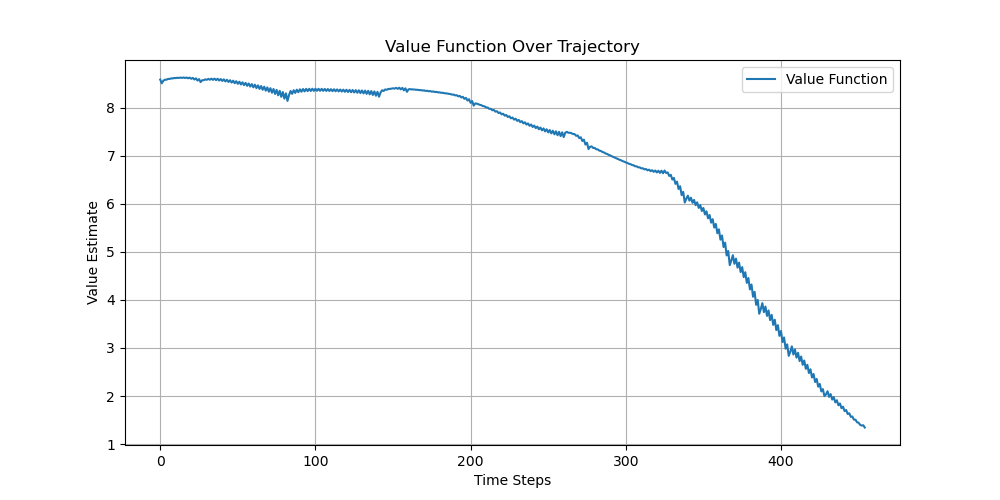 Value Function Over Trajectory
Value Function
8
7
6
5
4
3
2
1
Value Estimate
0 100 200 300 400
Time Steps